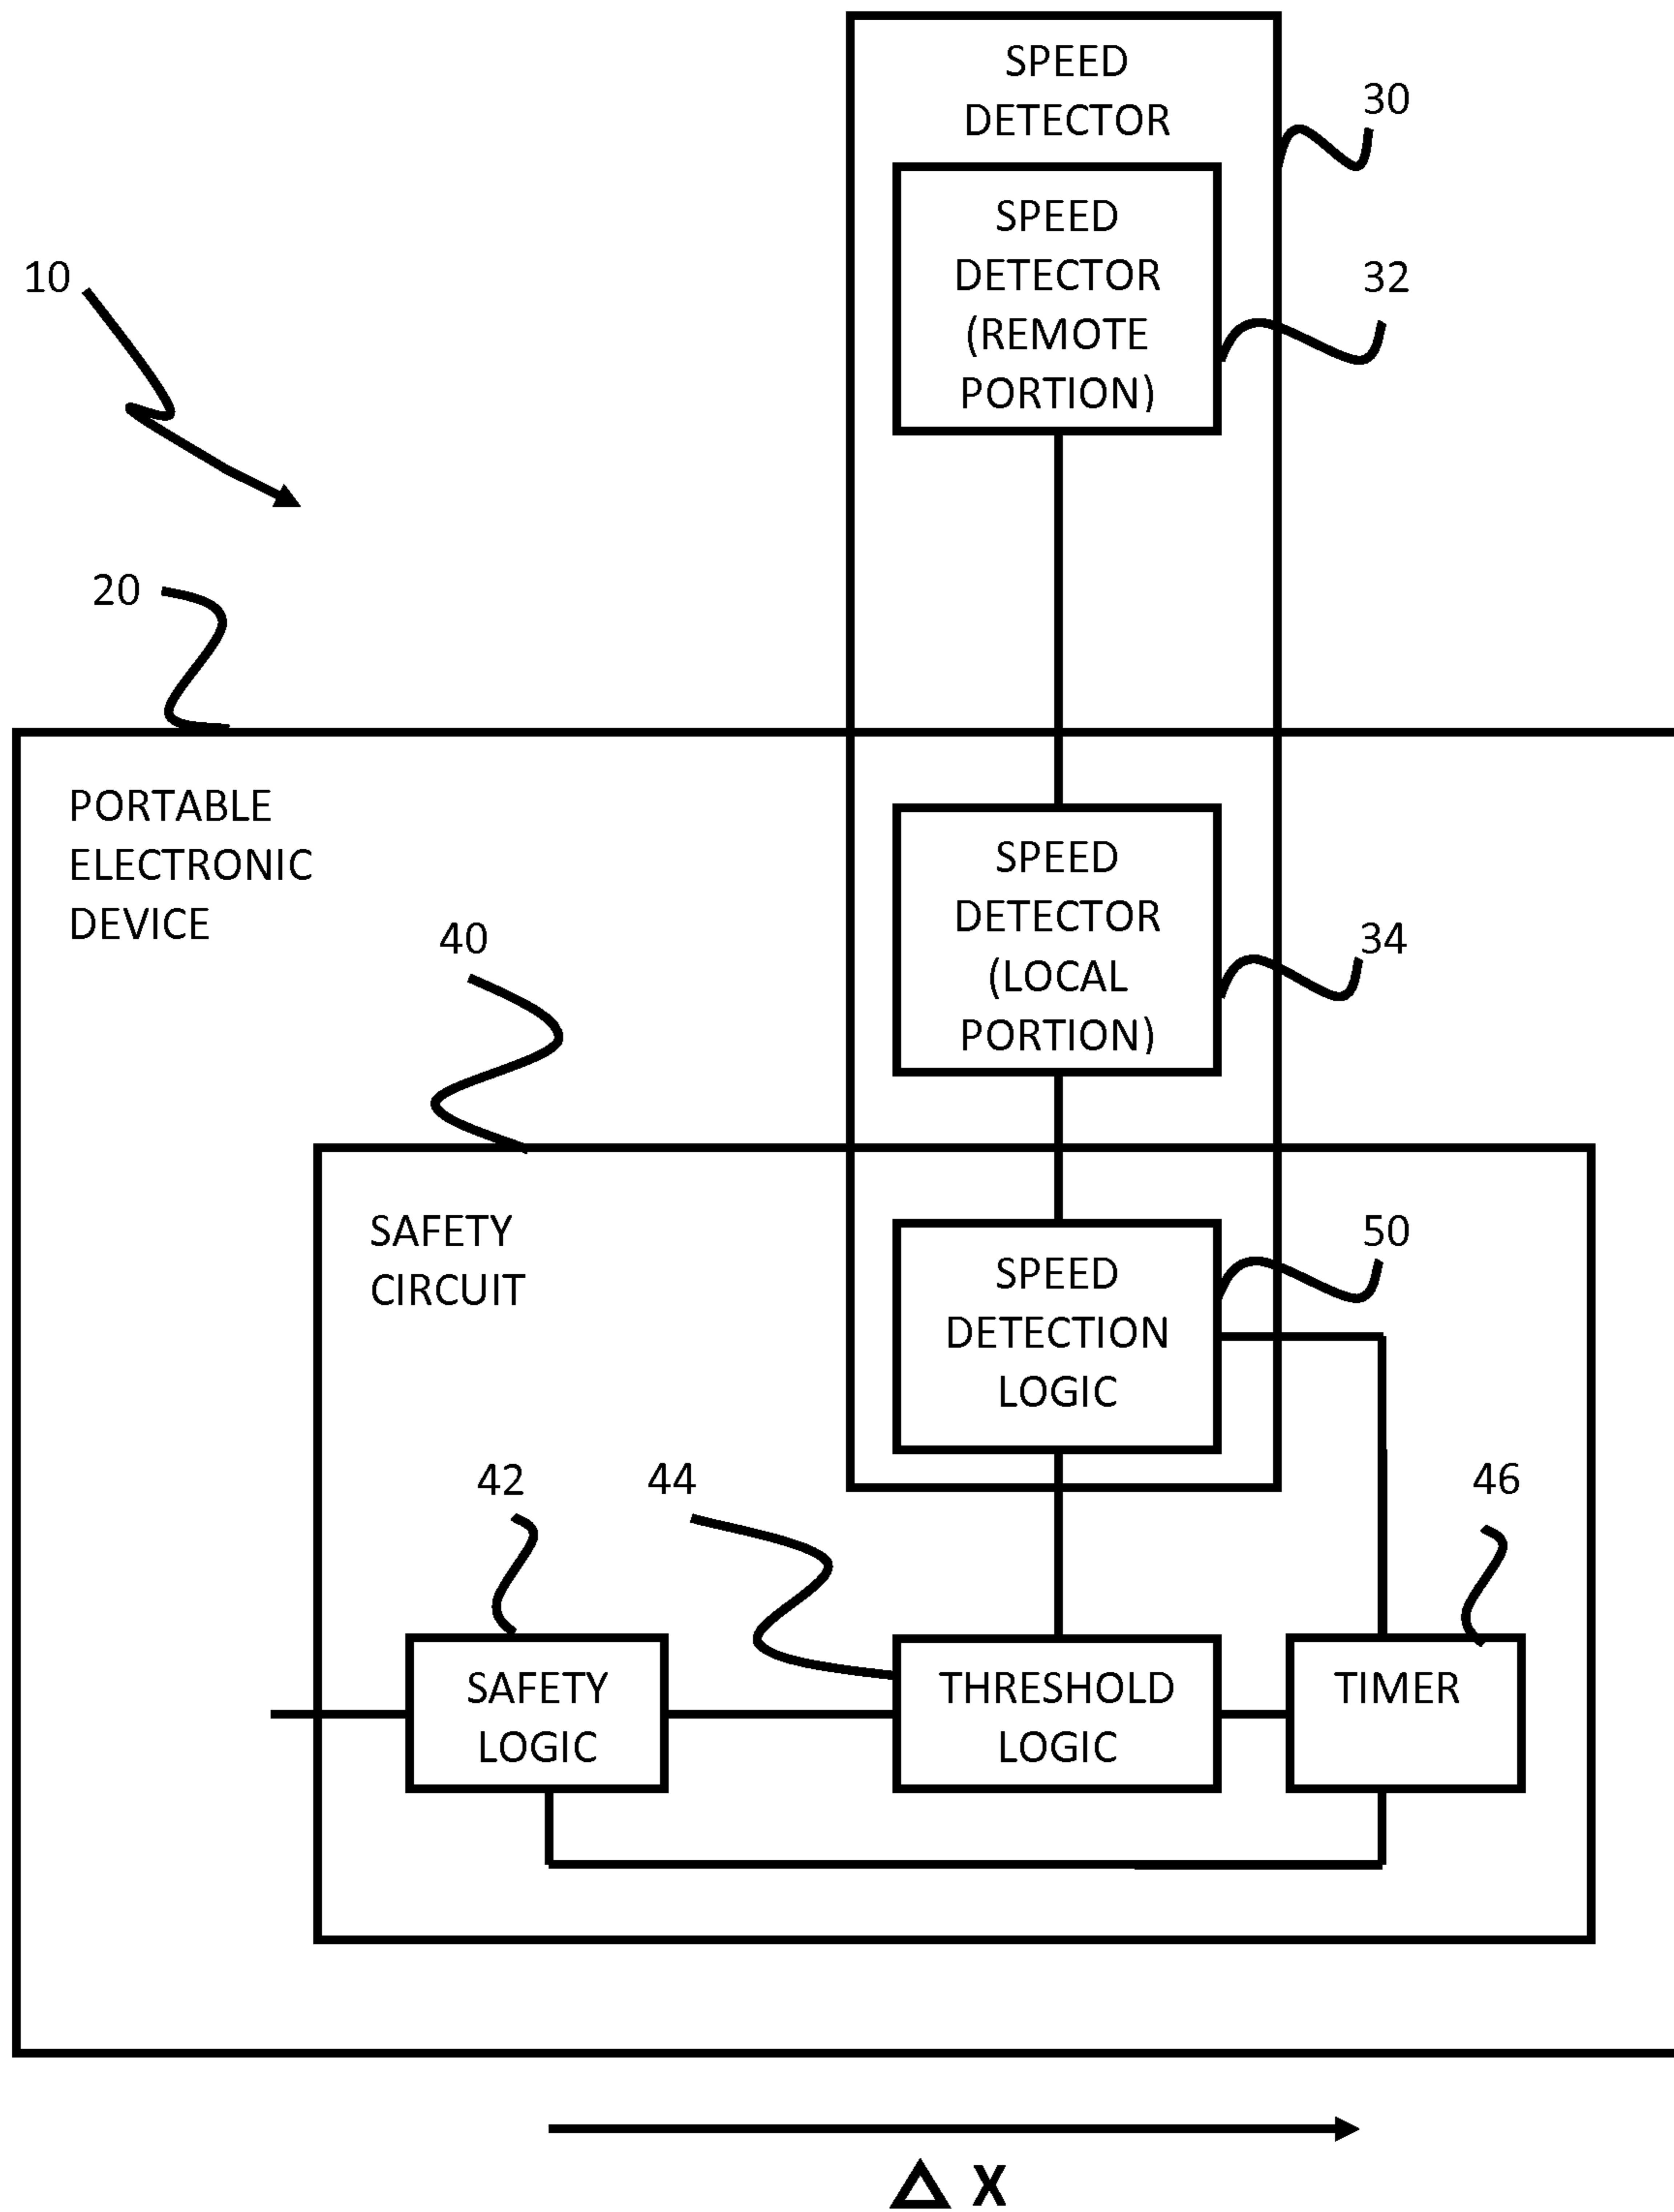 SPEED
DETECTOR
30
SPEED
DETECTOR
(REMOTE
PORTION)
32
10
20
PORTABLE
ELECTRONIC
DEVICE
SPEED
DETECTOR
(LOCAL
PORTION)
34
40
SAFETY
CIRCUIT
SPEED
DETECTION
LOGIC
50
42
44
46
SAFETY
LOGIC
THRESHOLD
LOGIC
TIMER
Δ X